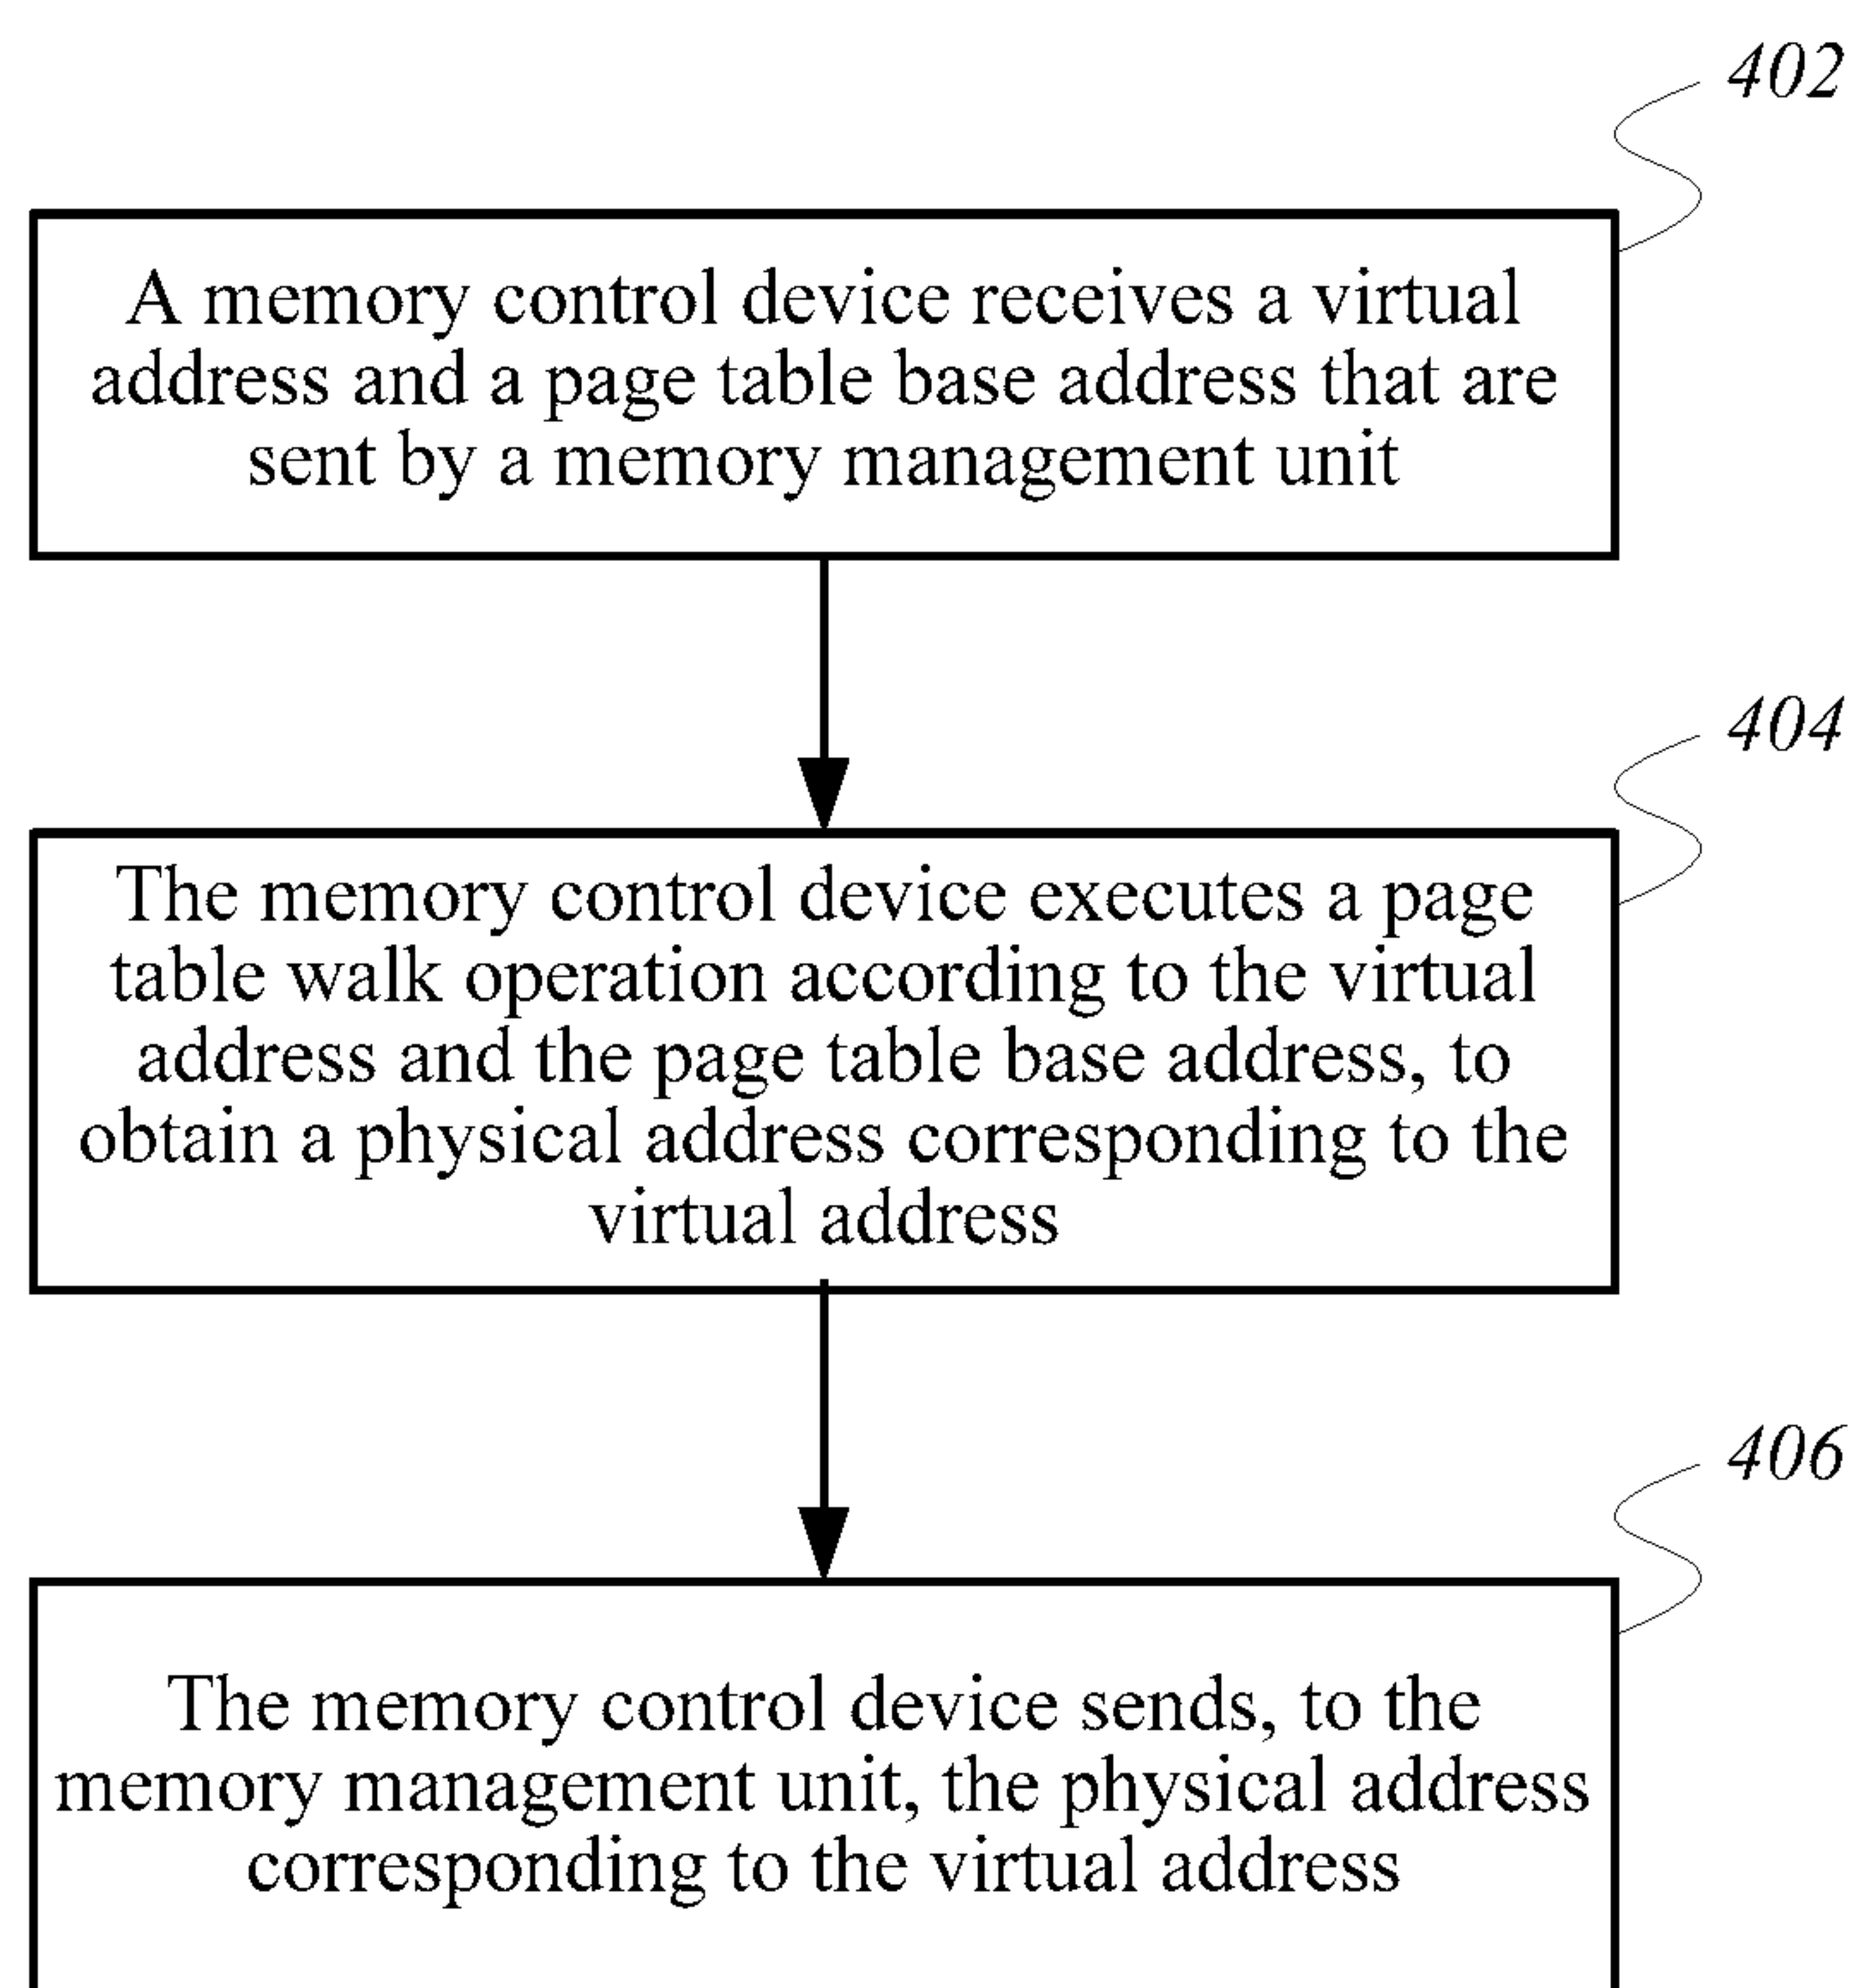 402
A memory control device receives a virtual
address and a page table base address that are
sent by a memory management unit
404
The memory control device executes a page
table walk operation according to the virtual
address and the page table base address, to
obtain a physical address corresponding to the
virtual address
406
The memory control device sends, to the
memory management unit, the physical address
corresponding to the virtual address